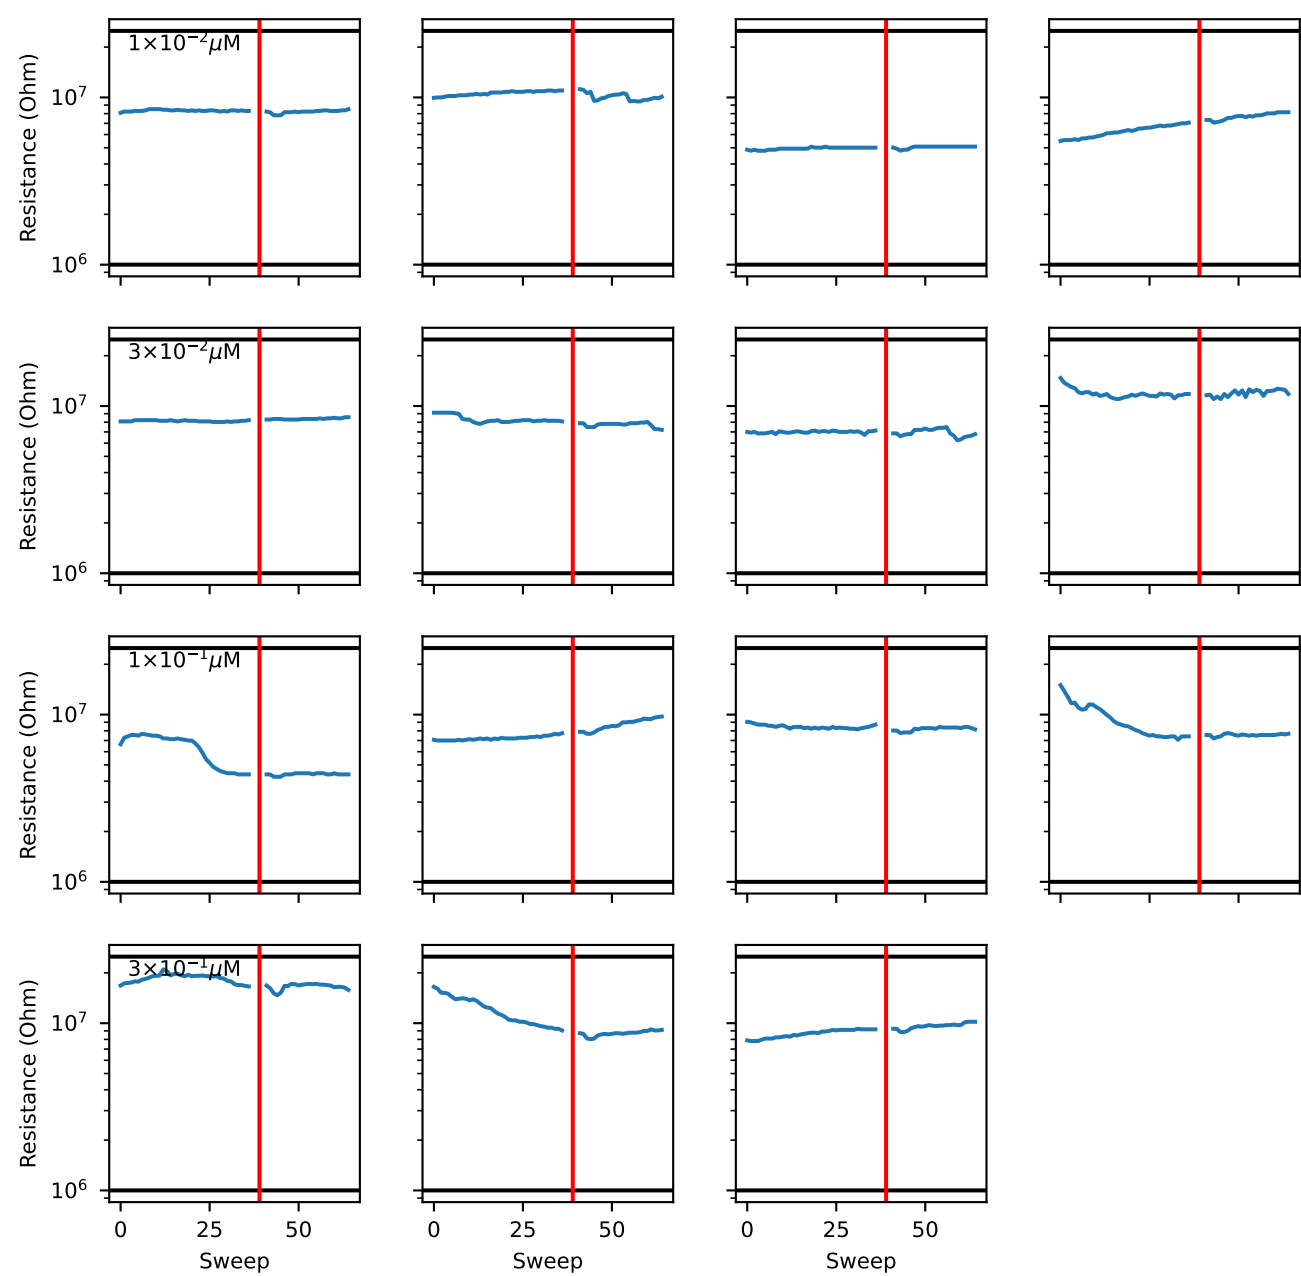 Resistance (Ohm)
10⁷
10⁶
1×10⁻²μM
Resistance (Ohm)
10⁷
10⁶
3×10⁻²μM
Resistance (Ohm)
10⁷
10⁶
1×10⁻¹μM
Resistance (Ohm)
10⁷
10⁶
3×10⁻¹μM
0 25 50
Sweep
0 25 50
Sweep
0 25 50
Sweep